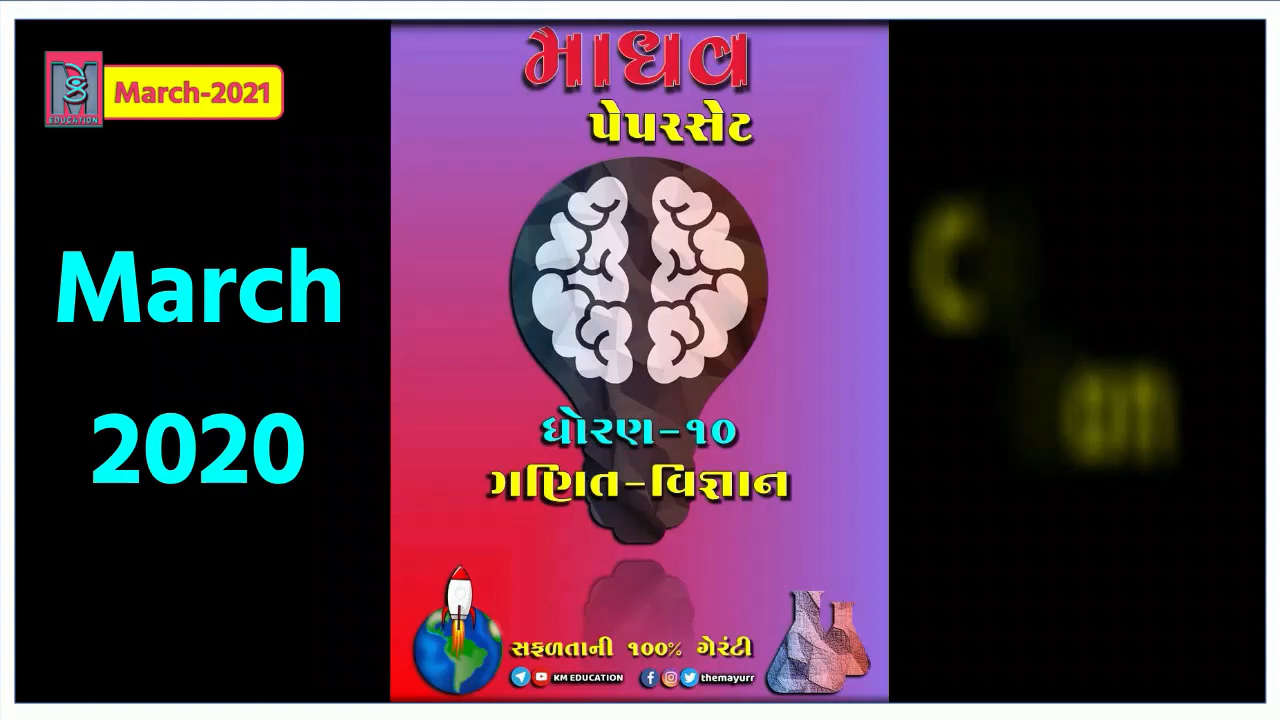 March-2021
EDUCATION
March
2020
માધવ
પેપરસેટ
ધોરણ-૧૦
ગણિત-વિજ્ઞાન
સફળતાની ૧૦૦% ગેરંટી
KM EDUCATION
themayurr